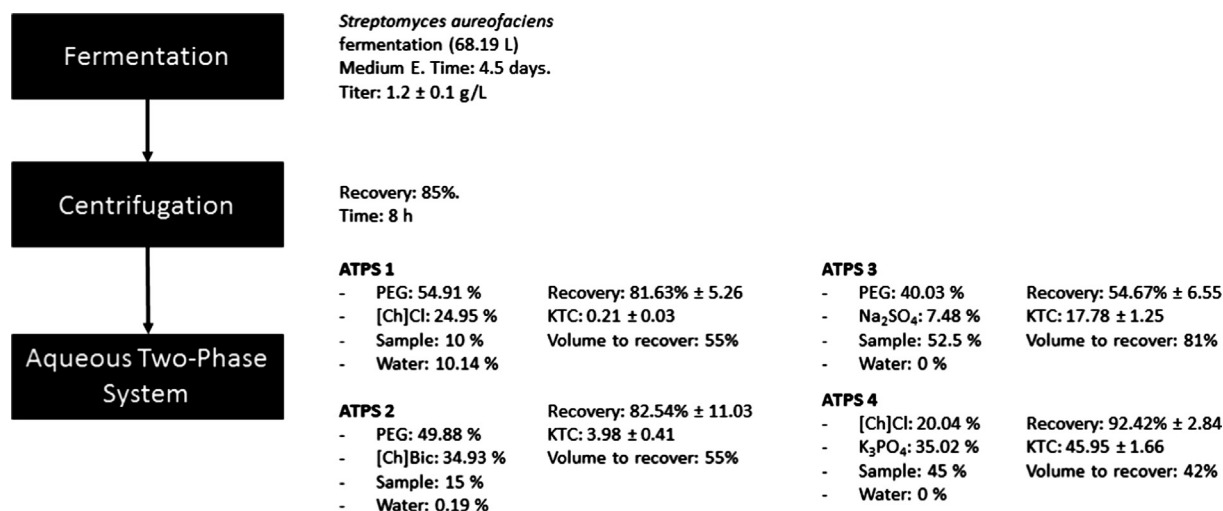 Fermentation
Streptomyces aureofaciens
fermentation (68.19 L)
Medium E. Time: 4.5 days.
Titer: 1.2 ± 0.1 g/L
Centrifugation
Recovery: 85%.
Time: 8 h
Aqueous Two-Phase
System
ATPS 1
- PEG: 54.91 % Recovery: 81.63% ± 5.26
- [Ch]Cl: 24.95 % KTC: 0.21 ± 0.03
- Sample: 10 % Volume to recover: 55%
- Water: 10.14 %
ATPS 2
- PEG: 49.88 % Recovery: 82.54% ± 11.03
- [Ch]Bic: 34.93 % KTC: 3.98 ± 0.41
- Sample: 15 % Volume to recover: 55%
- Water: 0.19 %
ATPS 3
- PEG: 40.03 % Recovery: 54.67% ± 6.55
- Na₂SO₄: 7.48 % KTC: 17.78 ± 1.25
- Sample: 52.5 % Volume to recover: 81%
- Water: 0 %
ATPS 4
- [Ch]Cl: 20.04 % Recovery: 92.42% ± 2.84
- K₃PO₄: 35.02 % KTC: 45.95 ± 1.66
- Sample: 45 % Volume to recover: 42%
- Water: 0 %